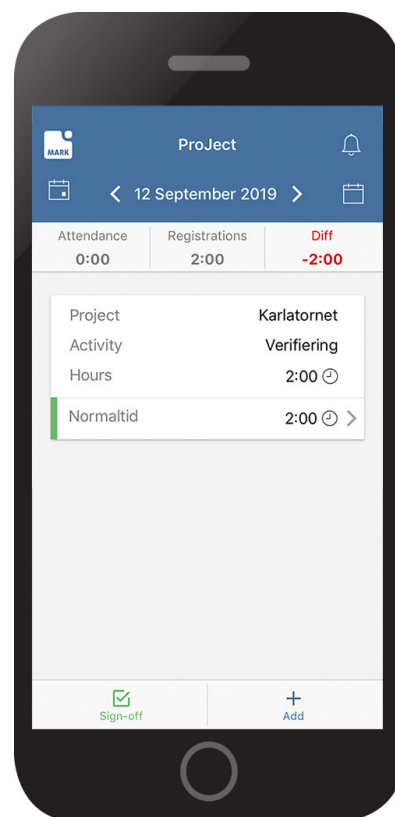 MARK
ProJect
12 September 2019
Attendance Registrations Diff
0:00 2:00 -2:00
Project Karlatornet
Activity Verifiering
Hours 2:00
Normaltid 2:00
Sign-off Add